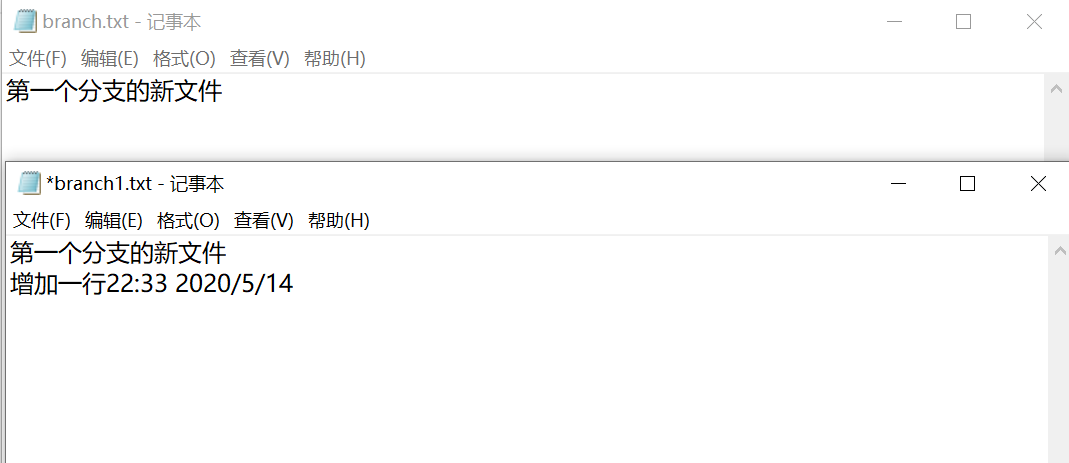 branch.txt - 记事本
文件(F) 编辑(E) 格式(O) 查看(V) 帮助(H)
第一个分支的新文件
*branch1.txt - 记事本
文件(F) 编辑(E) 格式(O) 查看(V) 帮助(H)
第一个分支的新文件
增加一行22:33 2020/5/14